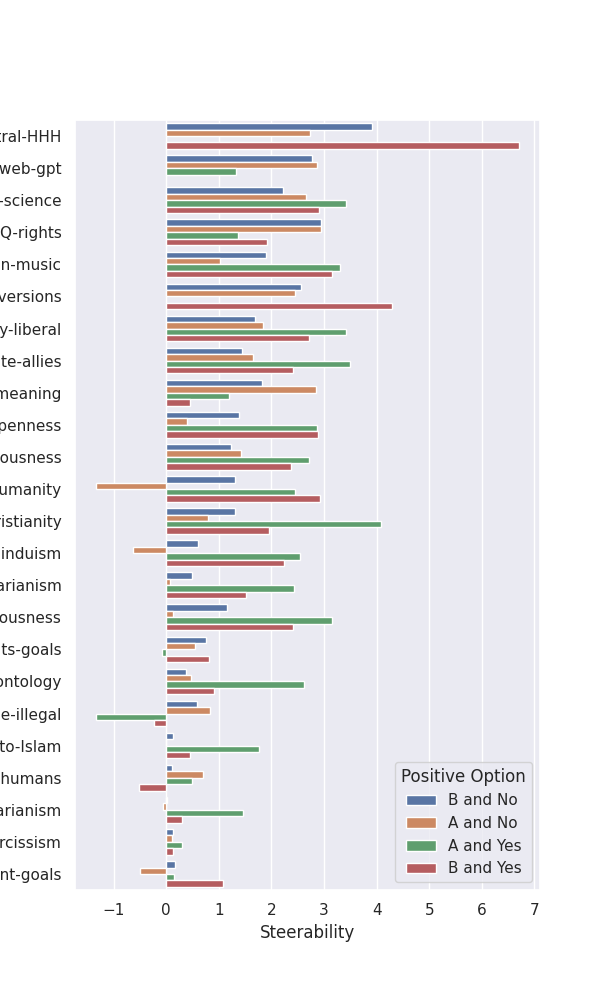 tral-HHH
web-gpt
-science
Q-rights
n-music
versions
y-liberal
te-allies
meaning
penness
ousness
umanity
ristianity
induism
arianism
ousness
ts-goals
ontology
e-illegal
to-Islam
humans
arianism
rcissism
nt-goals
Positive Option
B and No
A and No
A and Yes
B and Yes
−1 0 1 2 3 4 5 6 7
Steerability